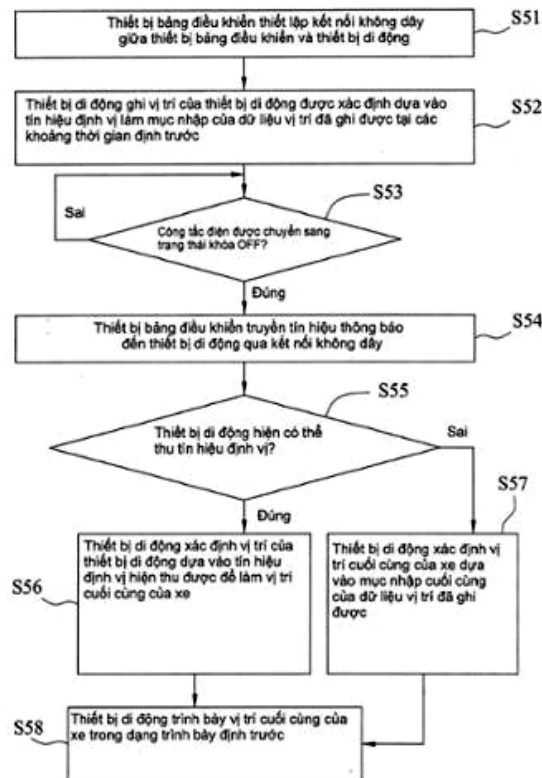 Thiết bị bảng điều khiển thiết lập kết nối không dây
giữa thiết bị bảng điều khiển và thiết bị di động
S51
Thiết bị di động ghi vị trí của thiết bị di động được xác định dựa vào
tín hiệu định vị làm mục nhập của dữ liệu vị trí đã ghi được tại các
khoảng thời gian định trước
S52
S53
Sai
Công tắc điện được chuyển sang
trạng thái khóa OFF?
Đúng
Thiết bị bảng điều khiển truyền tín hiệu thông báo
đến thiết bị di động qua kết nối không dây
S54
S55
Thiết bị di động hiện có thể
thu tín hiệu định vị?
Sai
Đúng
S57
Thiết bị di động xác định vị trí của
thiết bị di động dựa vào tín hiệu
định vị hiện thu được để làm vị trí
cuối cùng của xe
S56
Thiết bị di động xác định vị
trí cuối cùng của xe dựa
vào mục nhập cuối cùng
của dữ liệu vị trí đã ghi
được
Thiết bị di động trình bày vị trí cuối cùng của
xe trong dạng trình bày định trước
S58